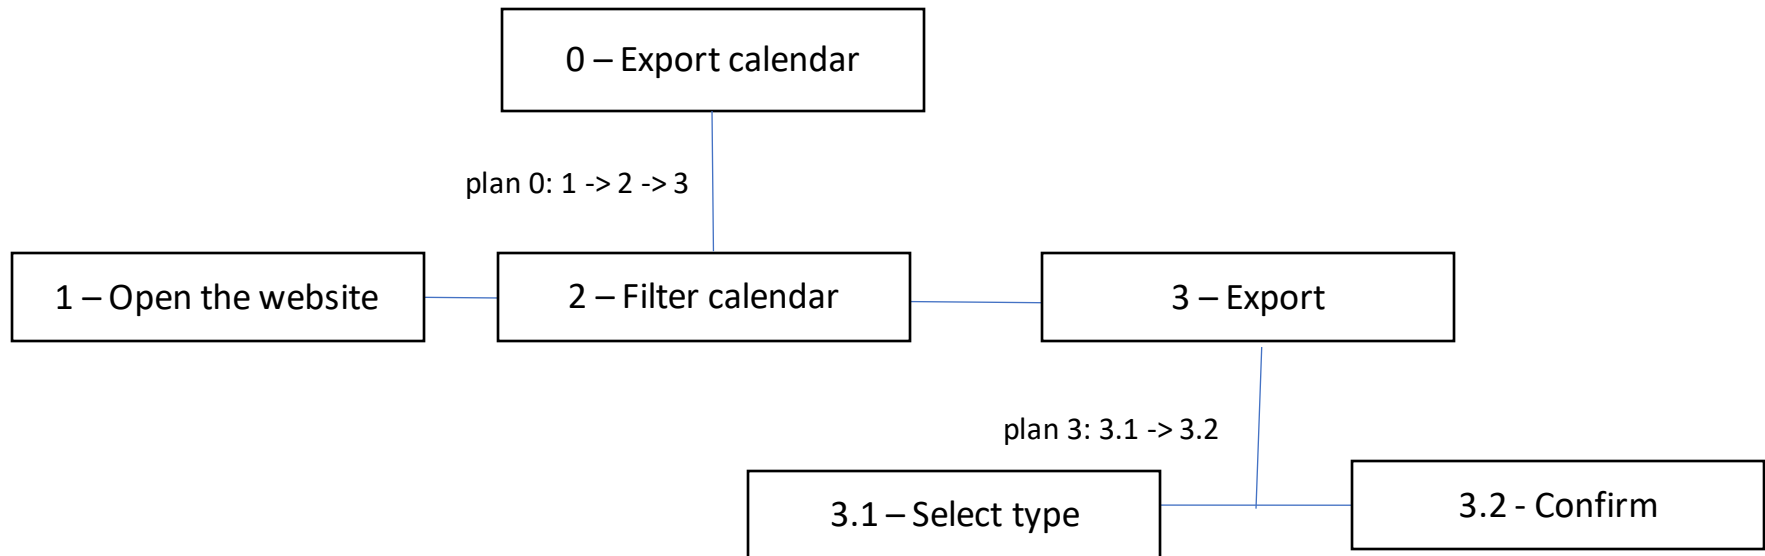 0 – Export calendar
plan 0: 1 -> 2 -> 3
1 – Open the website
2 – Filter calendar
3 – Export
plan 3: 3.1 -> 3.2
3.1 – Select type
3.2 - Confirm